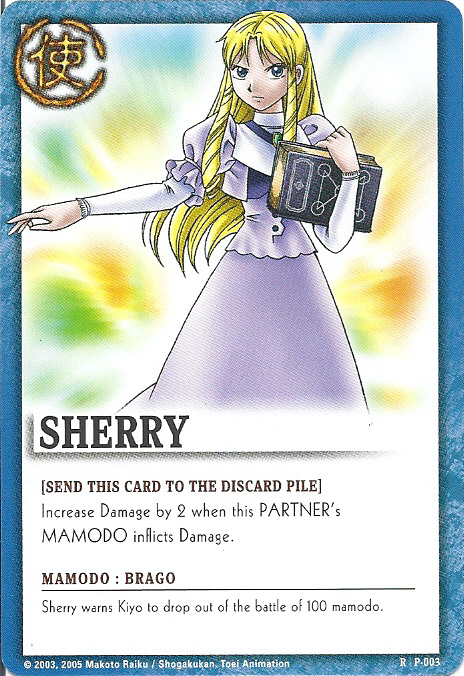 使
SHERRY
[SEND THIS CARD TO THE DISCARD PILE]
Increase Damage by 2 when this PARTNER's
MAMODO inflicts Damage.
MAMODO : BRAGO
Sherry warns Kiyo to drop out of the battle of 100 mamodo.
© 2003, 2005 Makoto Raiku / Shogakukan, Toei Animation R P-003